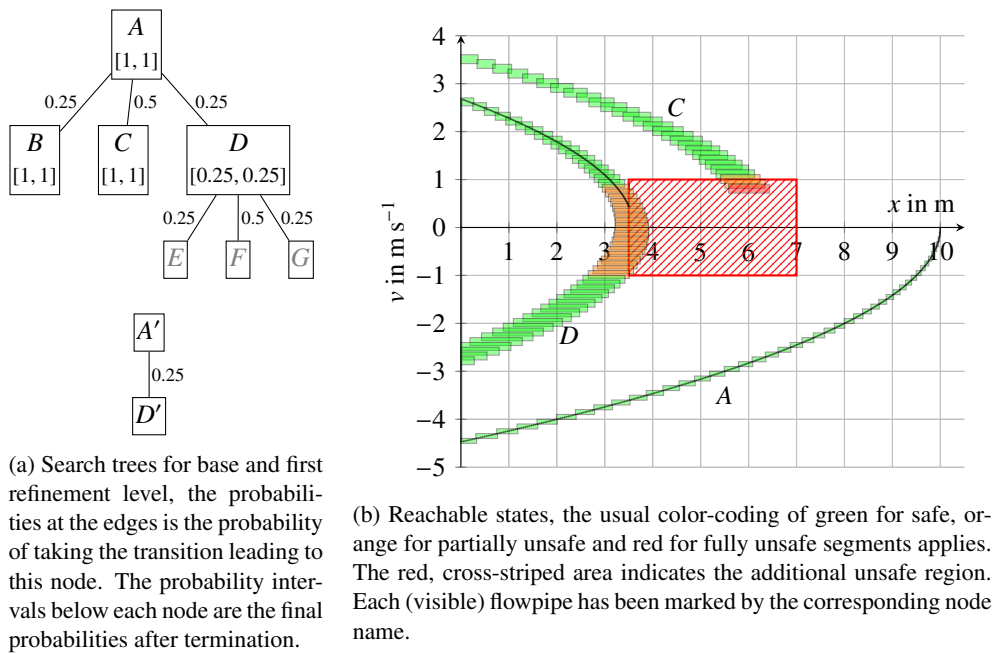 A
[1, 1]
0.25
0.5
0.25
B
[1, 1]
C
[1, 1]
D
[0.25, 0.25]
0.25
0.5
0.25
E
F
G
A′
0.25
D′
(a) Search trees for base and first
refinement level, the probabili-
ties at the edges is the probability
of taking the transition leading to
this node. The probability inter-
vals below each node are the final
probabilities after termination.
4
3
2
1
0
−1
−2
−3
−4
−5
v in m s⁻¹
C
x in m
1 2 3 4 5 6 7 8 9 10
D
A
(b) Reachable states, the usual color-coding of green for safe, or-
ange for partially unsafe and red for fully unsafe segments applies.
The red, cross-striped area indicates the additional unsafe region.
Each (visible) flowpipe has been marked by the corresponding node
name.